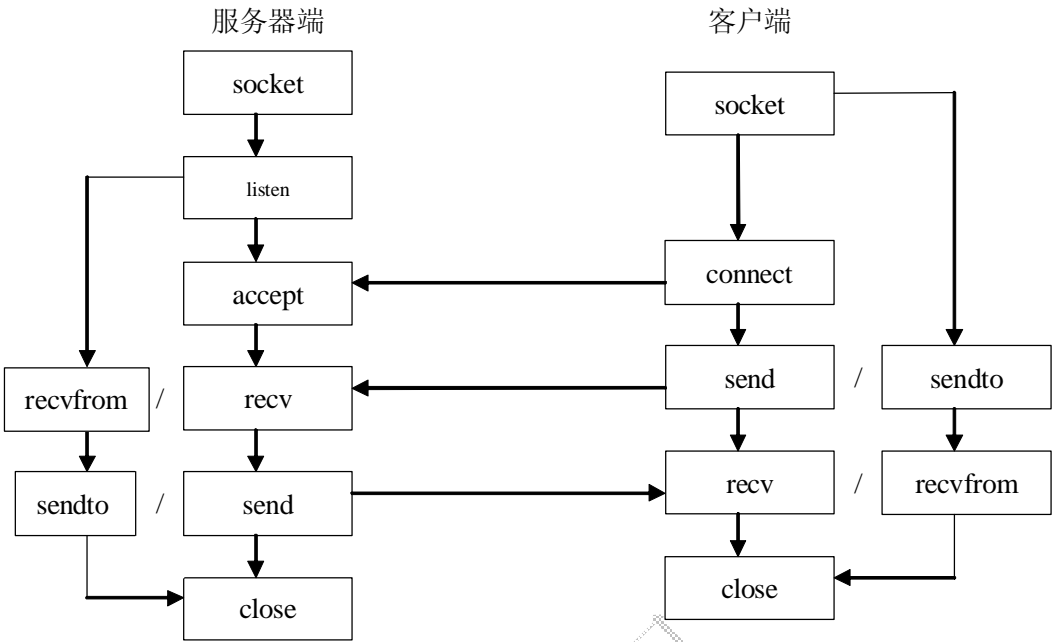 服务器端
客户端
socket
socket
listen
connect
accept
send / sendto
recvfrom / recv
recv / recvfrom
sendto / send
close
close